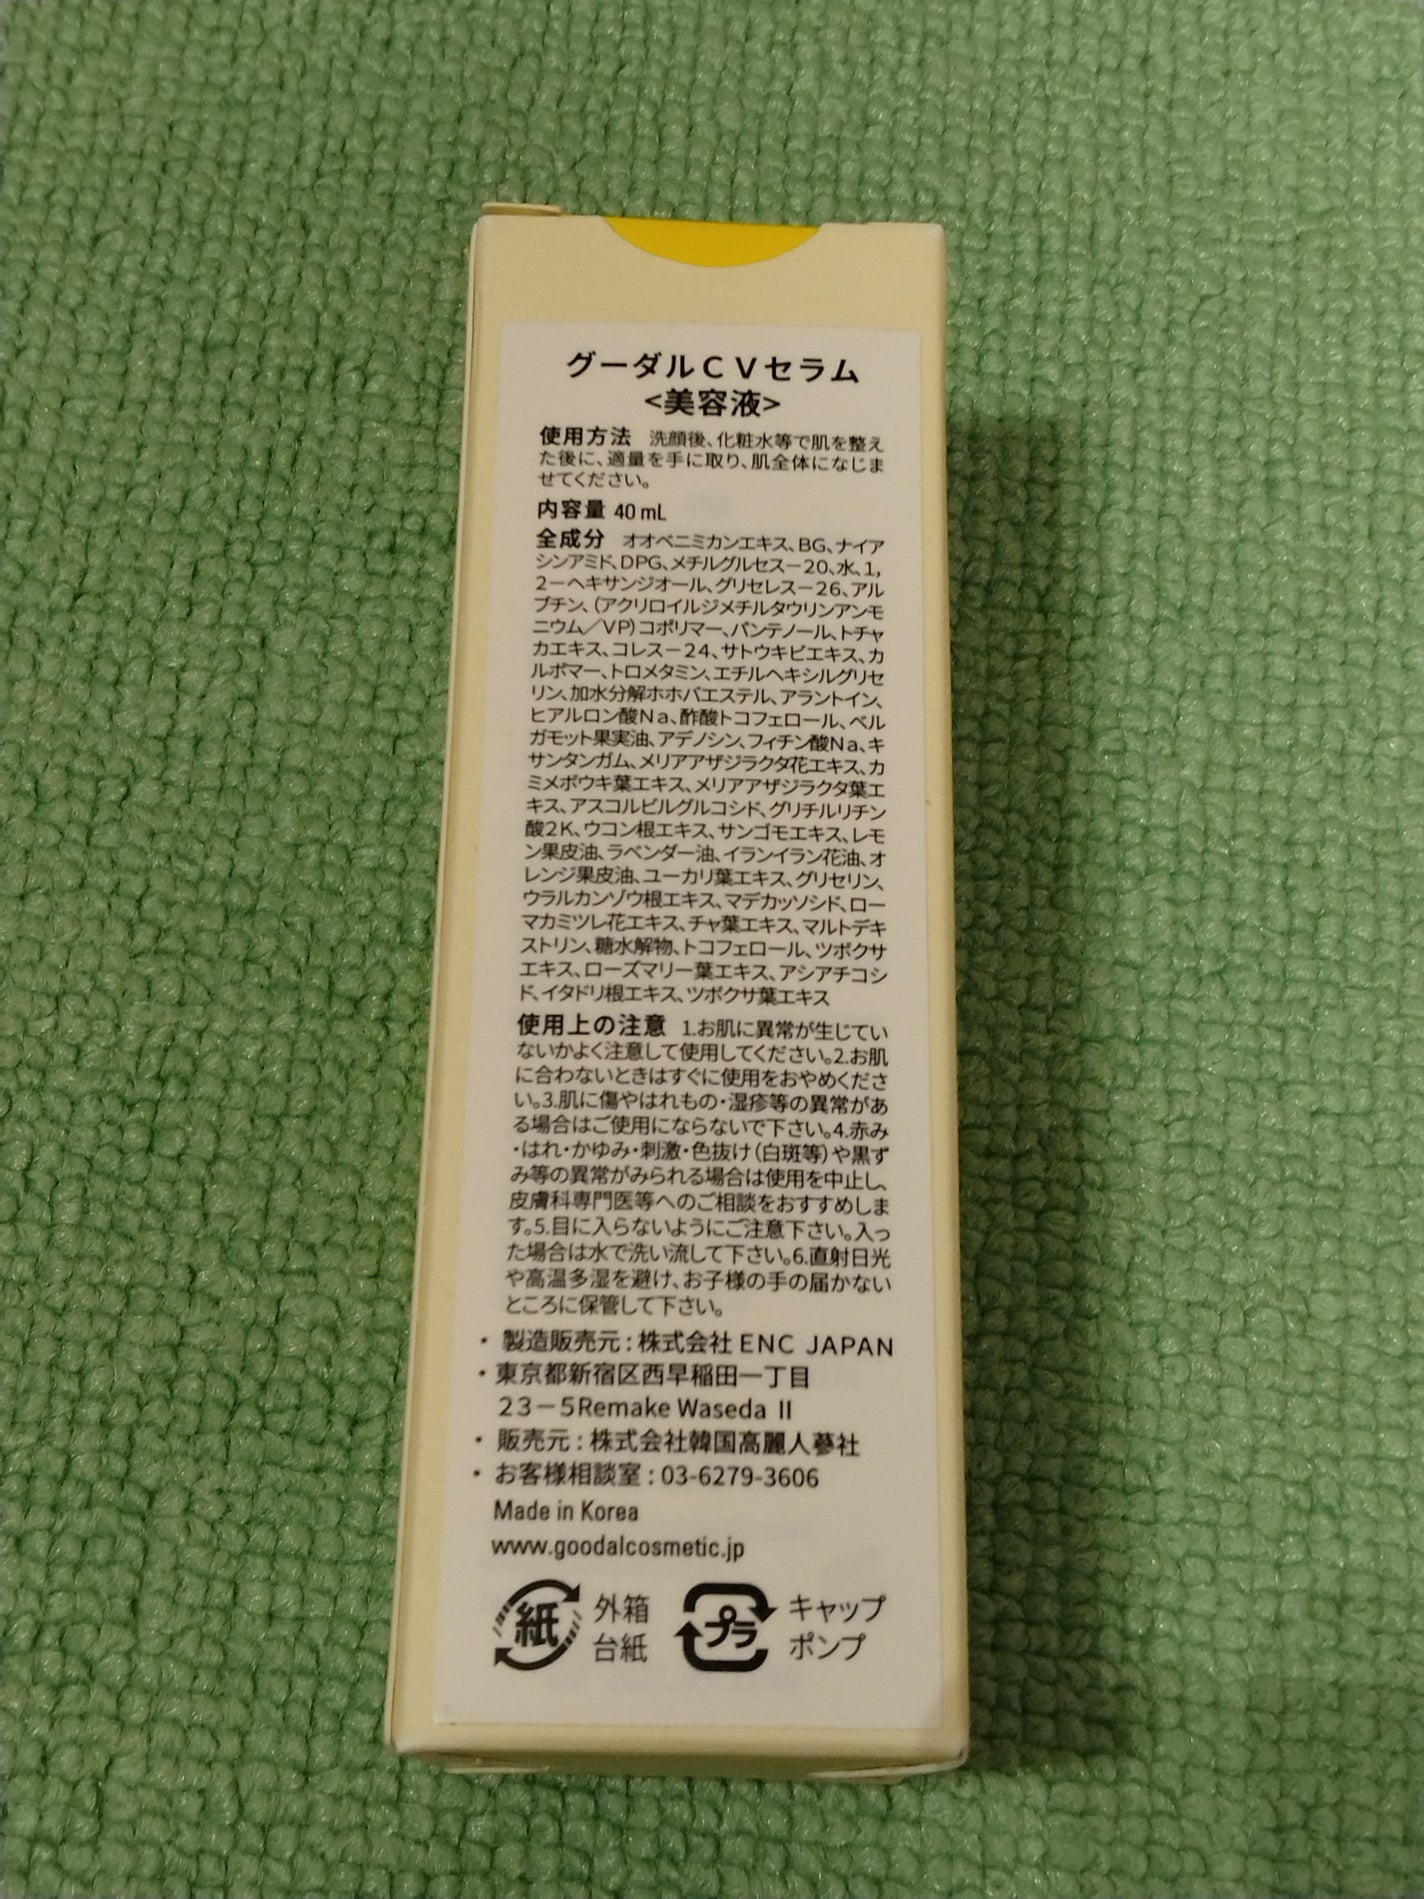 グーダルCVセラム
<美容液>
使用方法 洗顔後、化粧水等で肌を整え
た後に、適量を手に取り、肌全体になじま
せてください。
内容量 40 mL
全成分 オオベニミカンエキス、BG、ナイア
シンアミド、DPG、メチルグルセス－20、水、1，
2－ヘキサンジオール、グリセレス－26、アル
ブチン、（アクリロイルジメチルタウリンアンモ
ニウム／VP）コポリマー、パンテノール、トチャ
カエキス、コレス－24、サトウキビエキス、カ
ルボマー、トロメタミン、エチルヘキシルグリセ
リン、加水分解ホホバエステル、アラントイン、
ヒアルロン酸Na、酢酸トコフェロール、ベル
ガモット果実油、アデノシン、フィチン酸Na、キ
サンタンガム、メリアアザジラクタ花エキス、カ
ミメボウキ葉エキス、メリアアザジラクタ葉エ
キス、アスコルビルグルコシド、グリチルリチン
酸2K、ウコン根エキス、サンゴモエキス、レモ
ン果皮油、ラベンダー油、イランイラン花油、オ
レンジ果皮油、ユーカリ葉エキス、グリセリン、
ウラルカンゾウ根エキス、マデカッソシド、ロー
マカミツレ花エキス、チャ葉エキス、マルトデキ
ストリン、糖水解物、トコフェロール、ツボクサ
エキス、ローズマリー葉エキス、アシアチコシ
ド、イタドリ根エキス、ツボクサ葉エキス
使用上の注意 1.お肌に異常が生じてい
ないかよく注意して使用してください。2.お肌
に合わないときはすぐに使用をおやめくださ
い。3.肌に傷やはれもの・湿疹等の異常があ
る場合はご使用にならないで下さい。4.赤み
・はれ・かゆみ・刺激・色抜け（白斑等）や黒ず
み等の異常がみられる場合は使用を中止し、
皮膚科専門医等へのご相談をおすすめしま
す。5.目に入らないようにご注意下さい。入っ
た場合は水で洗い流して下さい。6.直射日光
や高温多湿を避け、お子様の手の届かない
ところに保管して下さい。
・ 製造販売元：株式会社 ENC JAPAN
・東京都新宿区西早稲田一丁目
23－5Remake Waseda Ⅱ
・ 販売元：株式会社韓国高麗人蔘社
・ お客様相談室：03-6279-3606
Made in Korea
www.goodalcosmetic.jp
紙 外箱 プラ キャップ
台紙 ポンプ